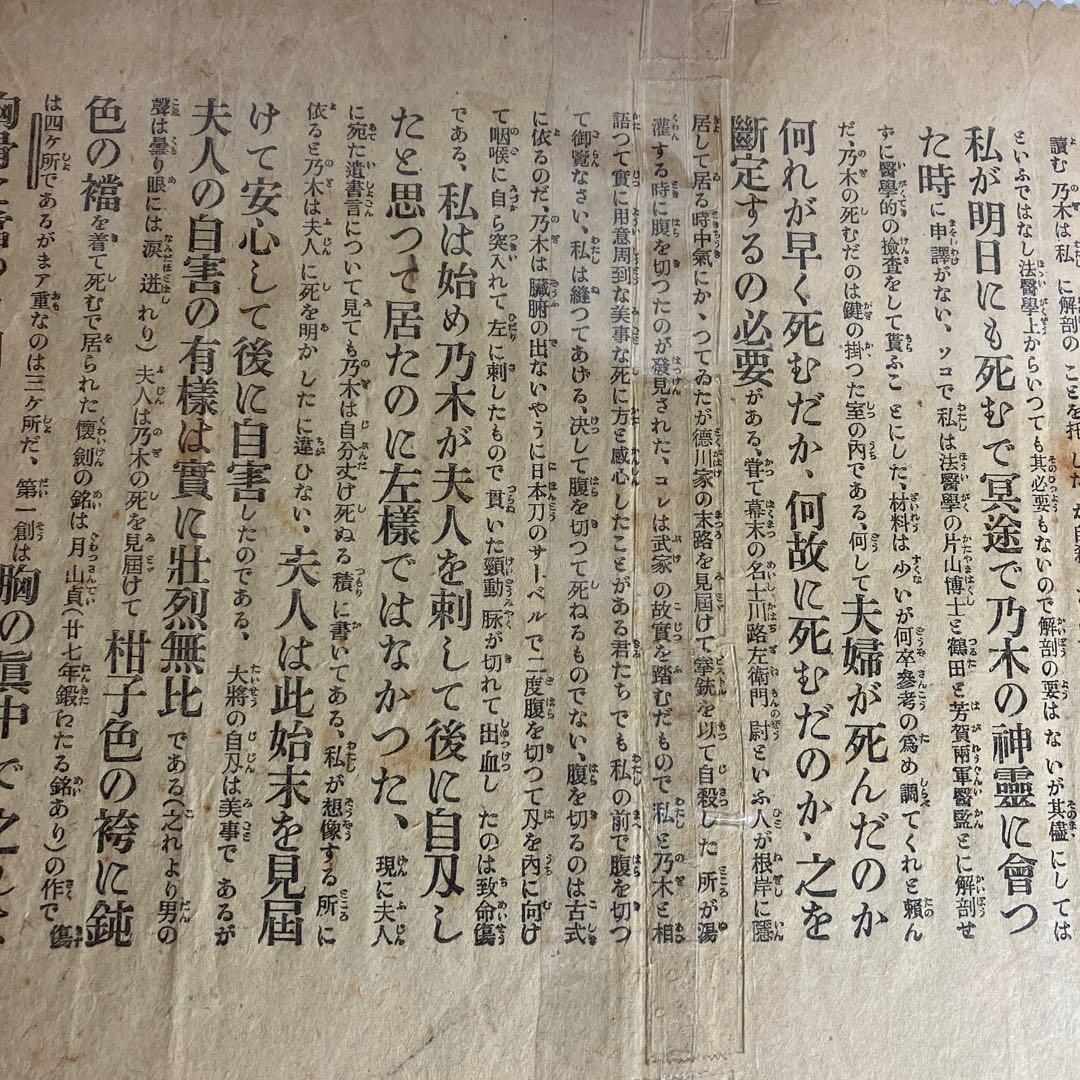 讀む 乃木は私 に解剖の ことを托 した が
といふではなし法醫學上からいつても其必要もないので解剖の要は ないが其儘にしては
私が明日にも死むで冥途で乃木の神靈に會つ
た時に申譯がない、ソコで私は法醫學の片山博士と鶴田と芳賀兩軍醫監とに解剖せ
ずに醫學的の檢査をして貰ふこ とにした、材料は少いが何卒參考の爲め調てくれと賴ん
だ、乃木の死むだのは鍵の掛つた室の內である、何して夫婦が死んだのか
何れが早く死むだか、何故に死むだのか、之を
斷定するの必要がある、甞て幕末の名士川路左衞門 尉といふ人が根岸に隱
居して居る時中氣にか、つてゐたが德川家の末路を見屆けて拳銃を以て自殺した 所が湯
灌する時に腹を切つたのが發見された、コレは武家 の故實を踏むだもので 私と乃木と相
語つて實に用意周到な美事な死に方と感心したことがある君たちでも私の前で腹を切つ
て御覽なさい、私は縫つてあげる、決して腹を切つて死ねるものでない、腹を切るのは古式
に依るのだ、乃木は臟腑の出ないやうに日本刀のサーベルで二度腹を切つて刄を內に向け
て咽喉に自ら突入れて左に刺したもので 貫いた頸動 脉が切れて出血し たのは致命傷
である、私は始め乃木が夫人を刺して後に自刄し
たと思つて居たのに左樣ではなかつた、現に夫人
に宛た遺書言について見ても乃木は自分丈け死ぬる積 に書いてある、私が想像する所に
依ると乃木は夫人 に死を明か したに違 ひない、夫人は此始末を見屆
けて安心して後に自害したのである、大將の自刄は美事で あるが
夫人の自害の有樣は實に壯烈無比 である(之れより男の
聲は曇り眼には 淚 迸 れり) 夫人は乃木の死を見屆けて 柑子色の袴に鈍
色の襠を着て死むで居られた懷劍の銘は月 山貞(廿七年鍛 わたる銘あり)の作で 傷
は四ケ所であるがまア重なのは三ケ所だ、第一創は胸の眞中で